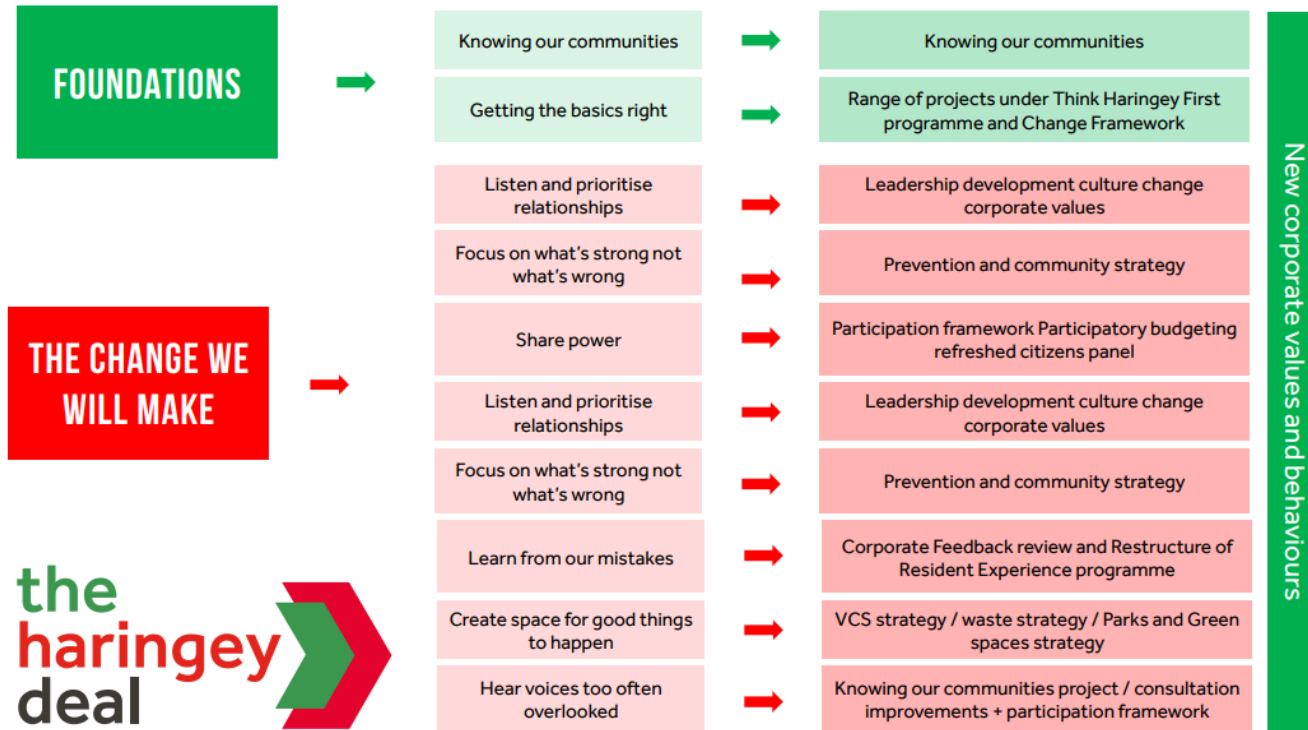 FOUNDATIONS
Knowing our communities
Knowing our communities
Getting the basics right
Range of projects under Think Haringey First
programme and Change Framework
THE CHANGE WE
WILL MAKE
Listen and prioritise
relationships
Leadership development culture change
corporate values
Focus on what's strong not
what's wrong
Prevention and community strategy
Share power
Participation framework Participatory budgeting
refreshed citizens panel
Listen and prioritise
relationships
Leadership development culture change
corporate values
Focus on what's strong not
what's wrong
Prevention and community strategy
Learn from our mistakes
Corporate Feedback review and Restructure of
Resident Experience programme
Create space for good things
to happen
VCS strategy / waste strategy / Parks and Green
spaces strategy
Hear voices too often
overlooked
Knowing our communities project / consultation
improvements + participation framework
New corporate values and behaviours
the
haringey
deal